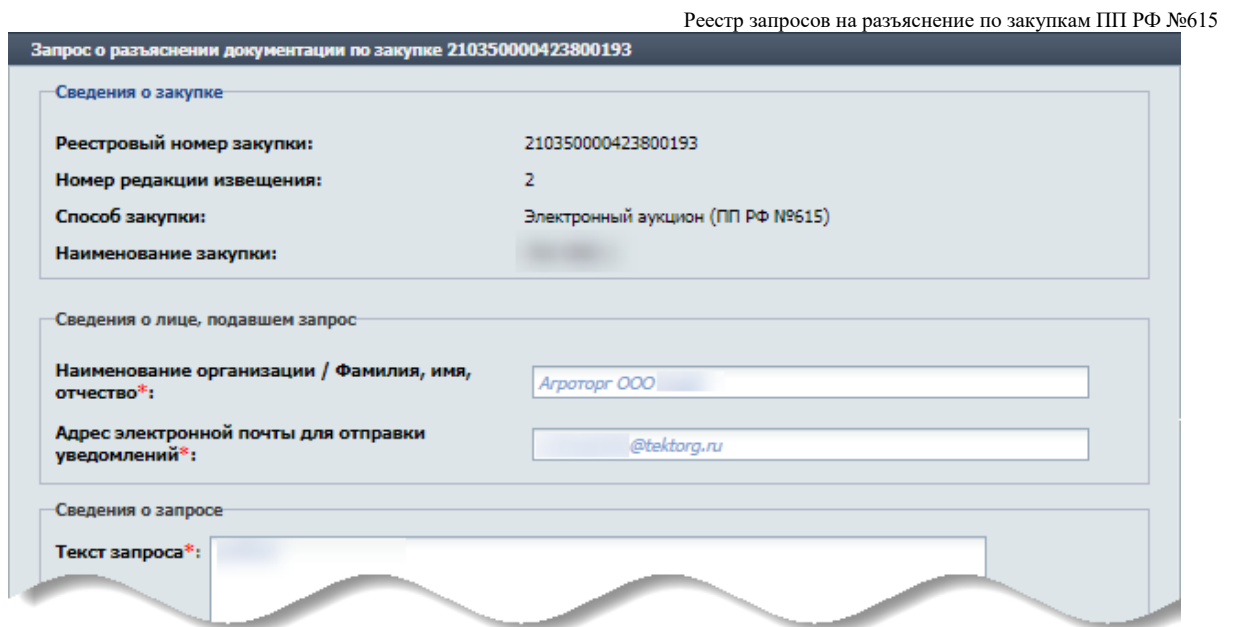 Реестр запросов на разъяснение по закупкам ПП РФ №615
Запрос о разъяснении документации по закупке 210350000423800193
Сведения о закупке
Реестровый номер закупки: 210350000423800193
Номер редакции извещения: 2
Способ закупки: Электронный аукцион (ПП РФ №615)
Наименование закупки:
Сведения о лице, подавшем запрос
Наименование организации / Фамилия, имя,
отчество*: Агроторг ООО
Адрес электронной почты для отправки
уведомлений*: @tektorg.ru
Сведения о запросе
Текст запроса*: